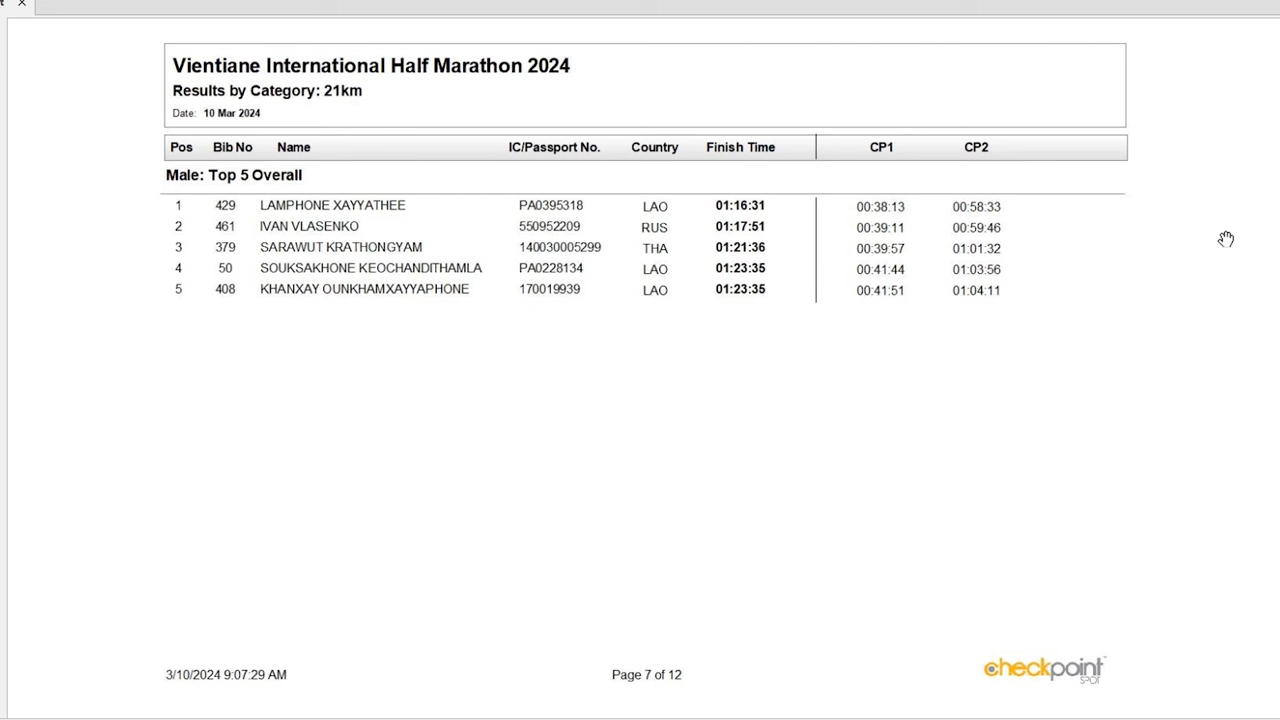 Vientiane International Half Marathon 2024
Results by Category: 21km
Date: 10 Mar 2024
Pos Bib No Name IC/Passport No. Country Finish Time CP1 CP2
Male: Top 5 Overall
1 429 LAMPHONE XAYYATHEE PA0395318 LAO 01:16:31 00:38:13 00:58:33
2 461 IVAN VLASENKO 550952209 RUS 01:17:51 00:39:11 00:59:46
3 379 SARAWUT KRATHONGYAM 140030005299 THA 01:21:36 00:39:57 01:01:32
4 50 SOUKSAKHONE KEOCHANDITHAMLA PA0228134 LAO 01:23:35 00:41:44 01:03:56
5 408 KHANXAY OUNKHAMXAYYAPHONE 170019939 LAO 01:23:35 00:41:51 01:04:11
3/10/2024 9:07:29 AM Page 7 of 12 checkpoint
SPOT